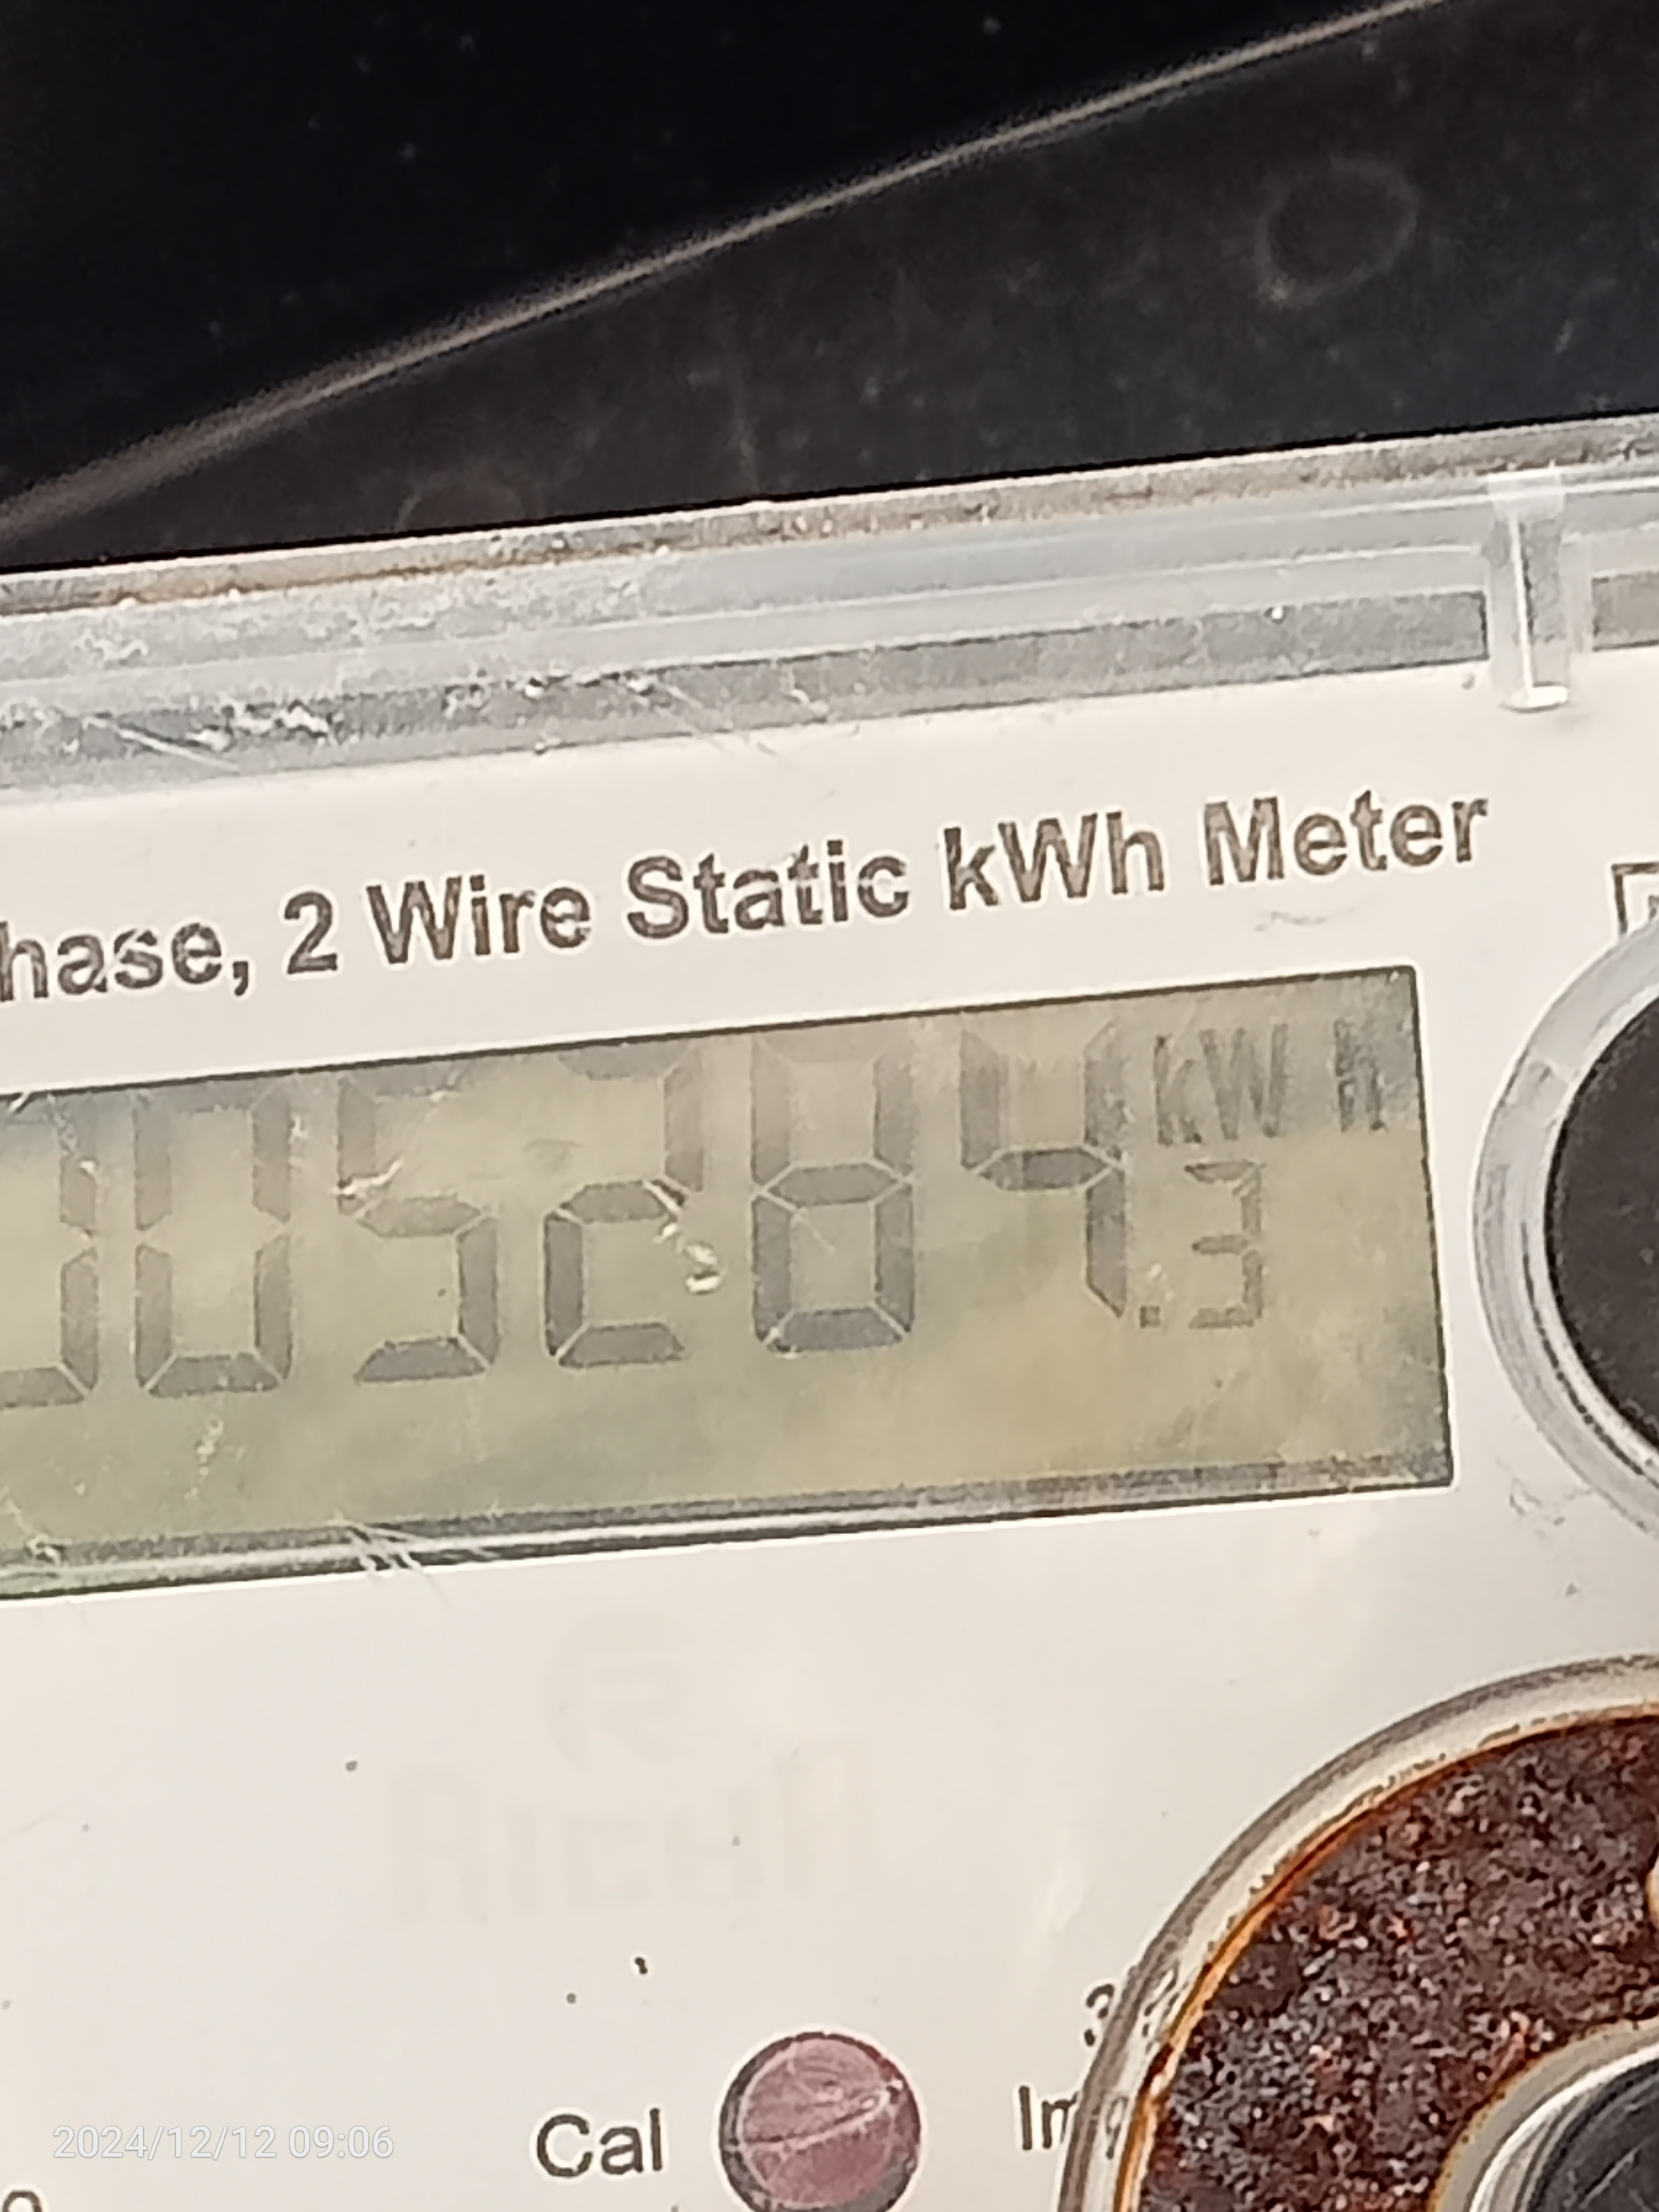 hase, 2 Wire Static kWh Meter
kWh
005284.3
Cal
2024/12/12 09:06